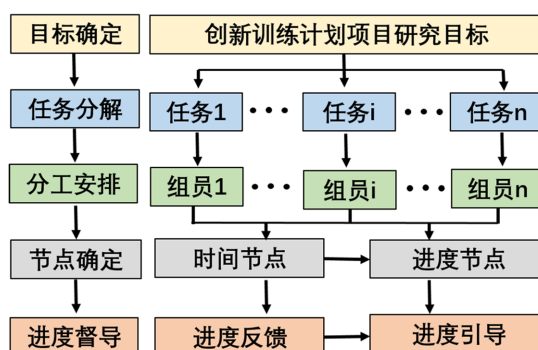 目标确定
创新训练计划项目研究目标
任务分解
任务1 ••• 任务i ••• 任务n
分工安排
组员1 ••• 组员i ••• 组员n
节点确定
时间节点
进度节点
进度督导
进度反馈
进度引导